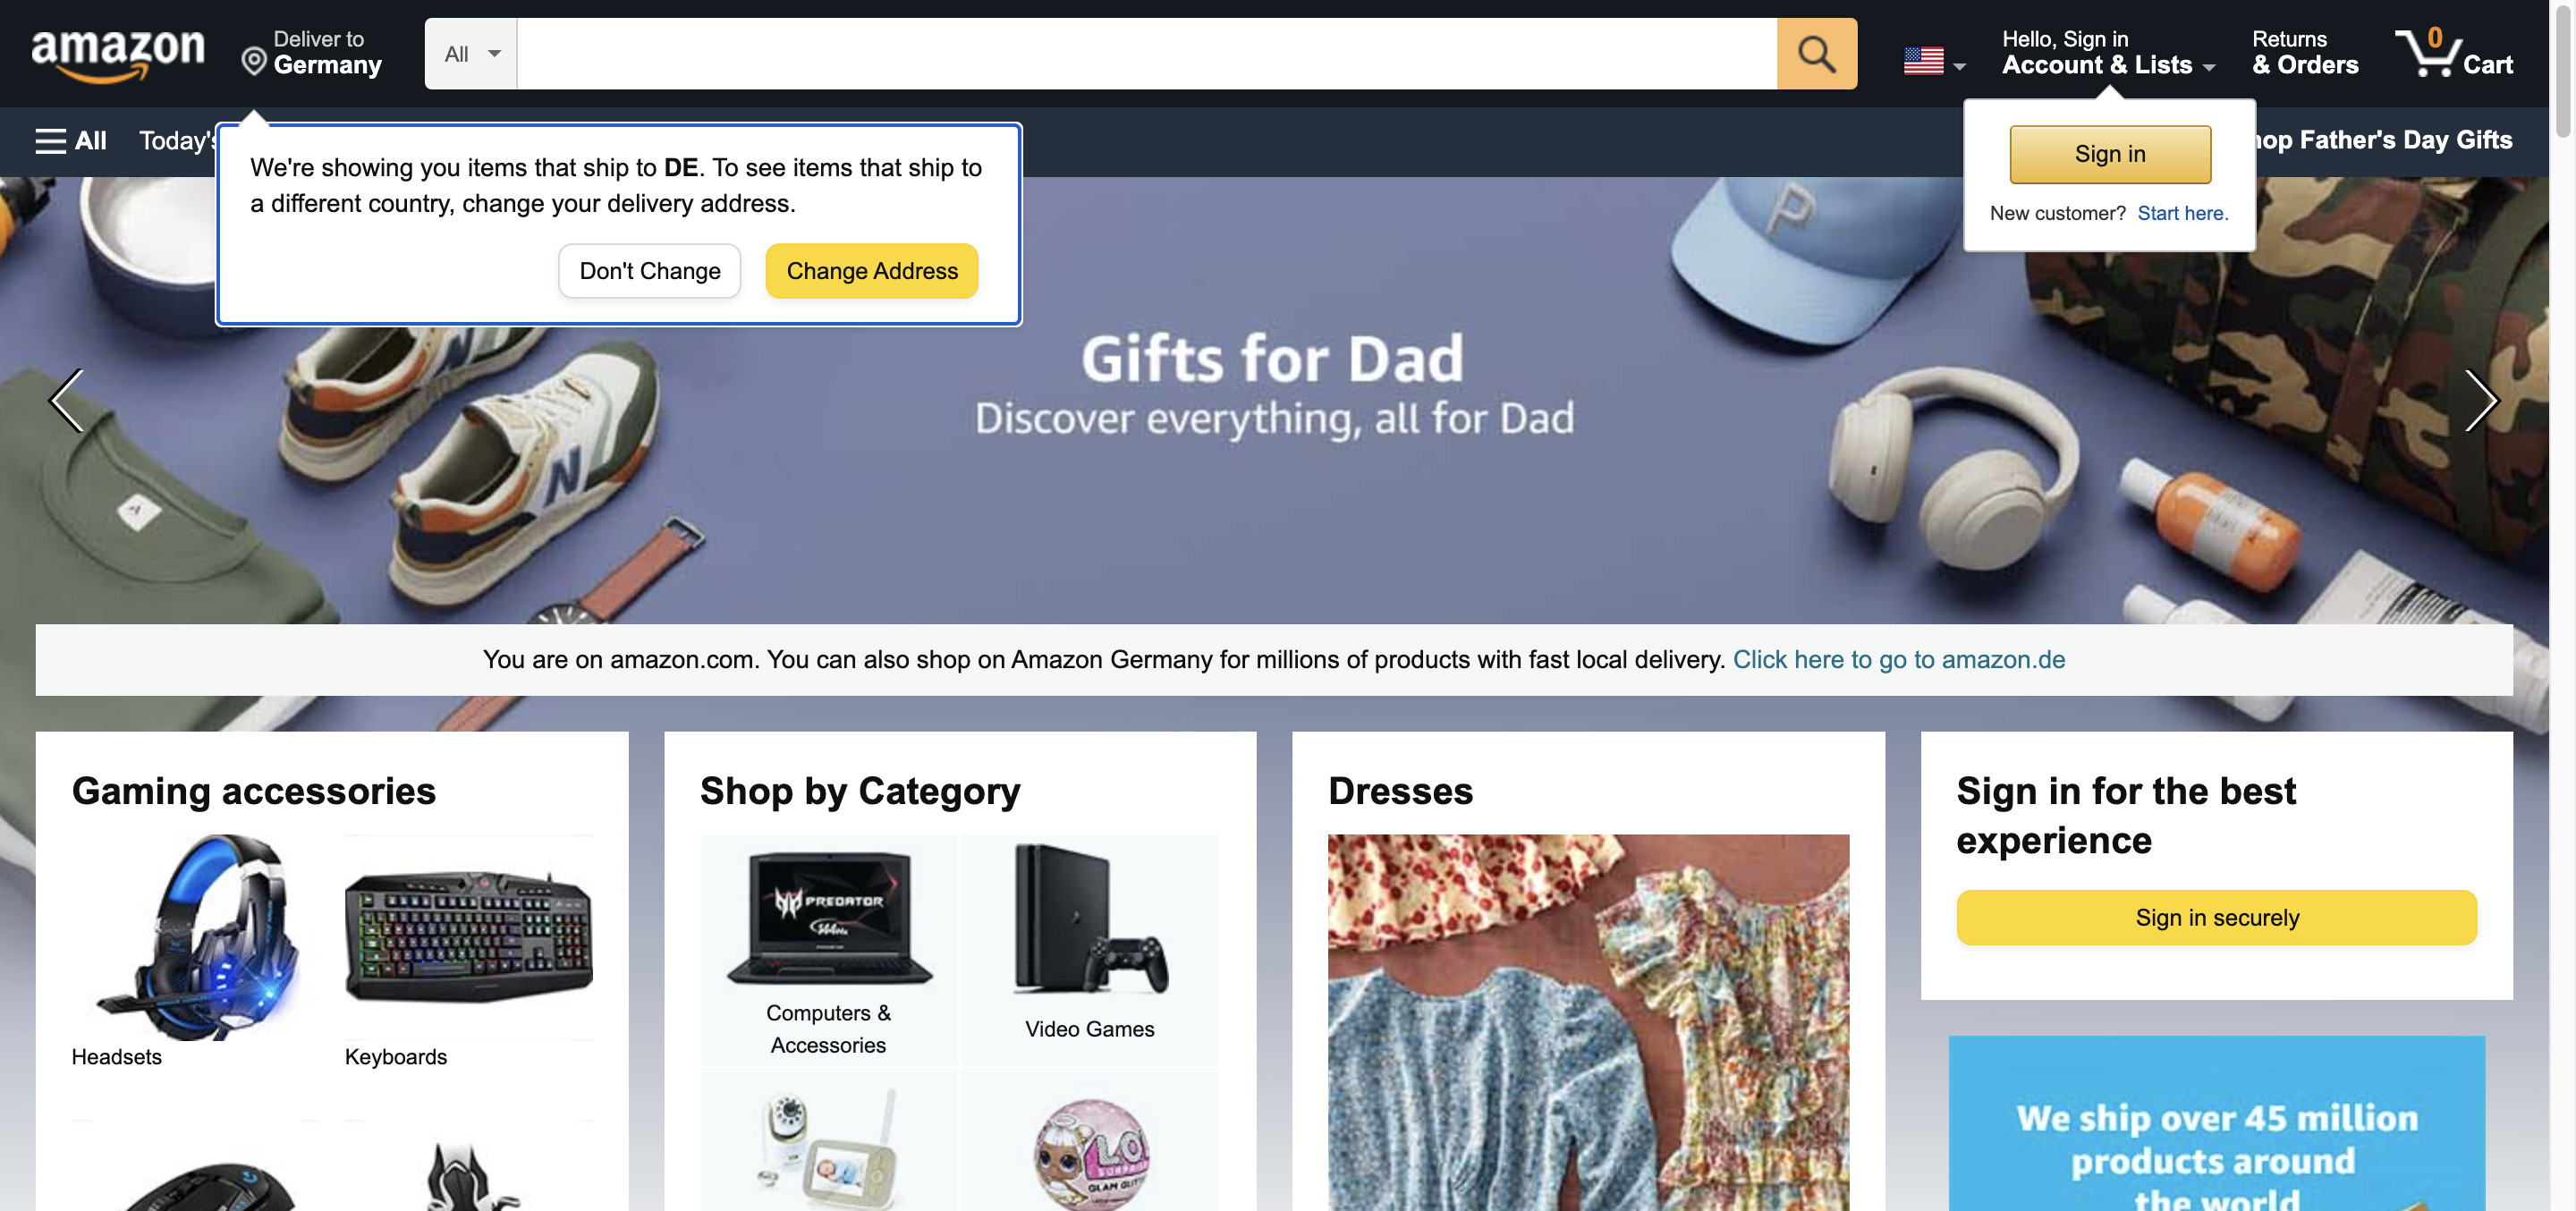 amazon
Deliver to
Germany
All
Hello, Sign in
Account & Lists
Returns
& Orders
0
Cart
All
Today's
hop Father's Day Gifts
We're showing you items that ship to DE. To see items that ship to
a different country, change your delivery address.
Don't Change
Change Address
Sign in
New customer? Start here.
P
Gifts for Dad
Discover everything, all for Dad
N
N
You are on amazon.com. You can also shop on Amazon Germany for millions of products with fast local delivery. Click here to go to amazon.de
Gaming accessories
Headsets
Keyboards
Shop by Category
PREDATOR
Computers &
Accessories
Video Games
L.O.L
SURPRISE
Dresses
Sign in for the best
experience
Sign in securely
We ship over 45 million
products around
the world